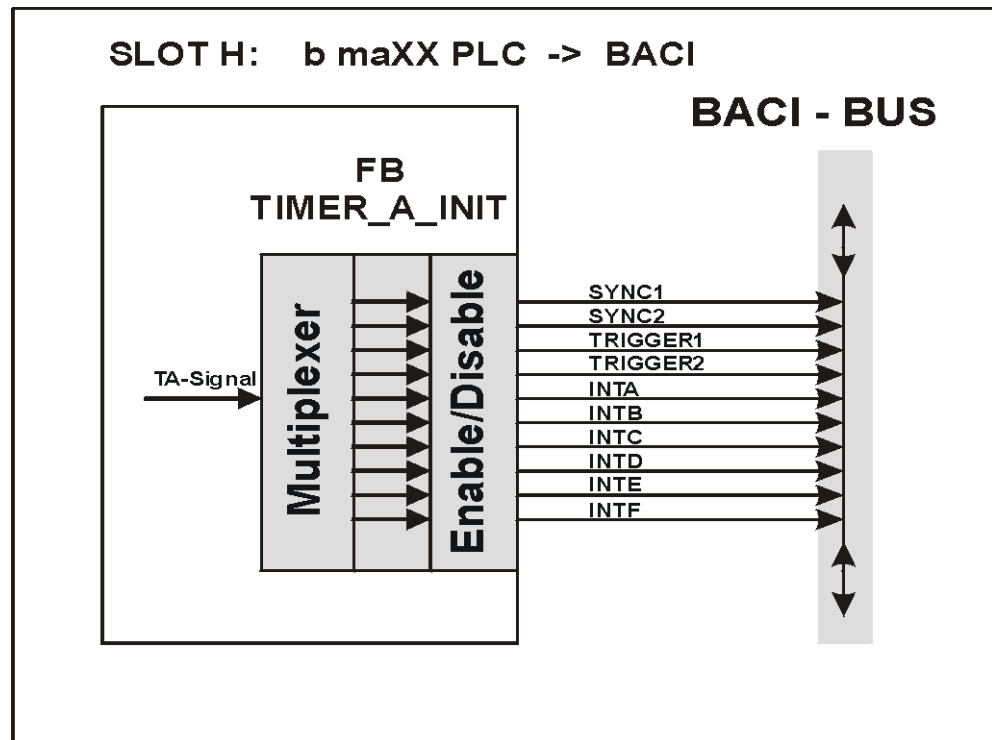 SLOT H: b maXX PLC -> BACI
BACI - BUS
FB
TIMER_A_INIT
TA-Signal
Multiplexer
Enable/Disable
SYNC1
SYNC2
TRIGGER1
TRIGGER2
INTA
INTB
INTC
INTD
INTE
INTF